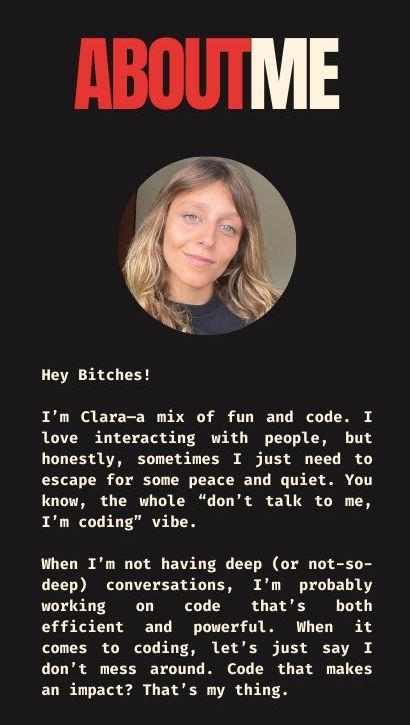 ABOUTME
Hey Bitches!
I’m Clara—a mix of fun and code. I
love interacting with people, but
honestly, sometimes I just need to
escape for some peace and quiet. You
know, the whole “don’t talk to me,
I’m coding” vibe.
When I’m not having deep (or not-so-
deep) conversations, I’m probably
working on code that’s both
efficient and powerful. When it
comes to coding, let’s just say I
don’t mess around. Code that makes
an impact? That’s my thing.